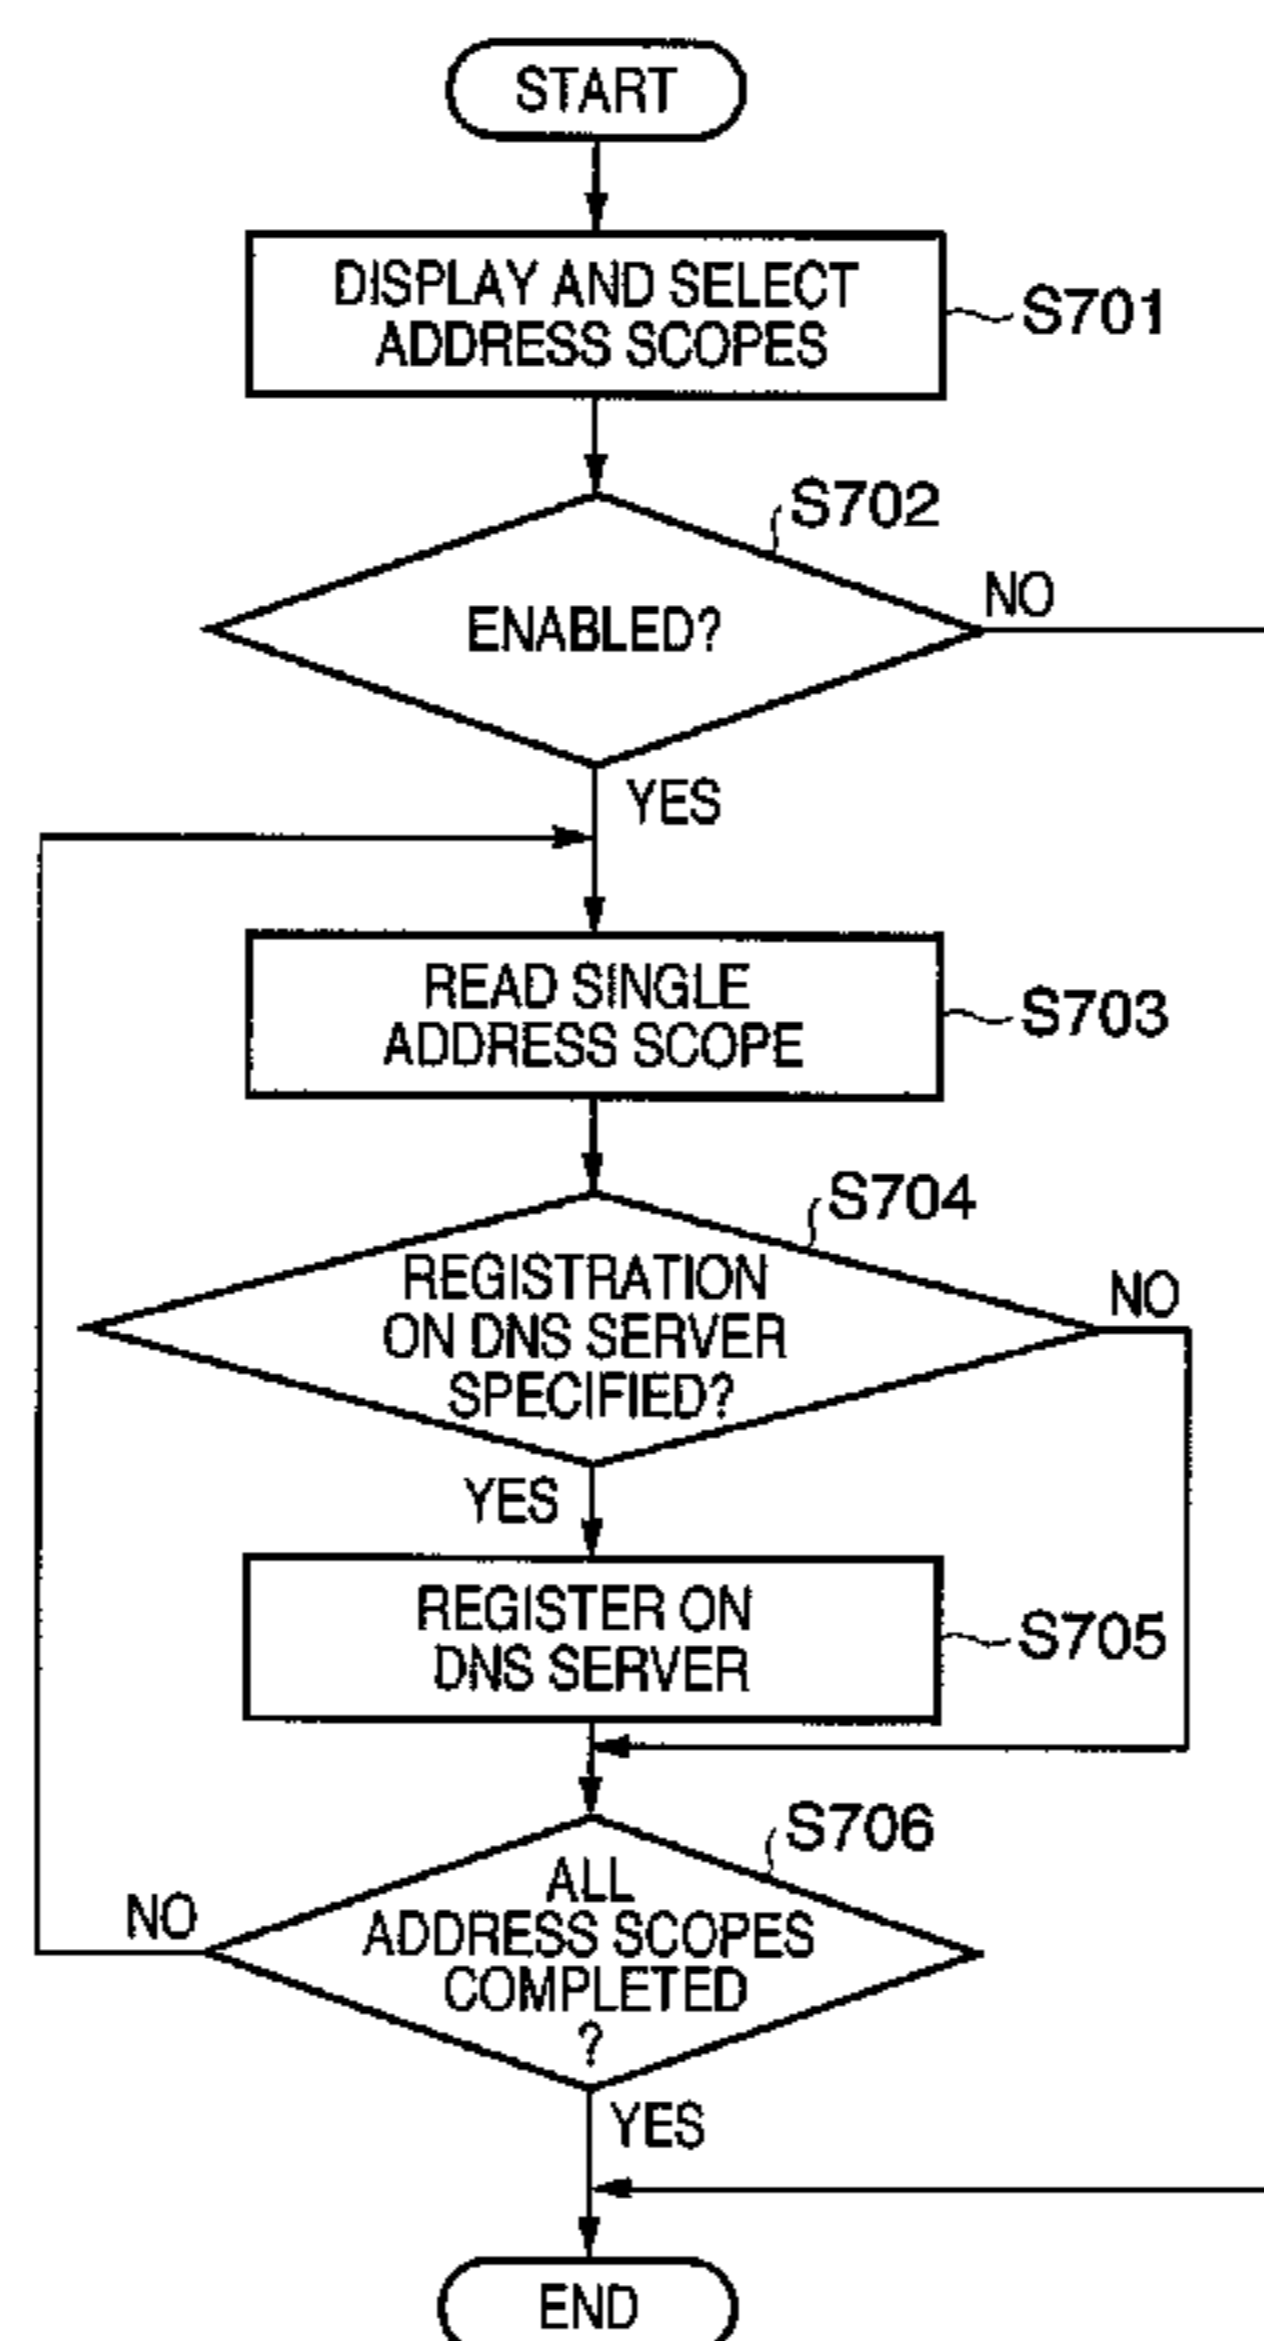 START
DISPLAY AND SELECT
ADDRESS SCOPES
S701
S702
ENABLED?
NO
YES
READ SINGLE
ADDRESS SCOPE
S703
S704
REGISTRATION
ON DNS SERVER
SPECIFIED?
NO
YES
REGISTER ON
DNS SERVER
S705
S706
ALL
ADDRESS SCOPES
COMPLETED
?
NO
YES
END